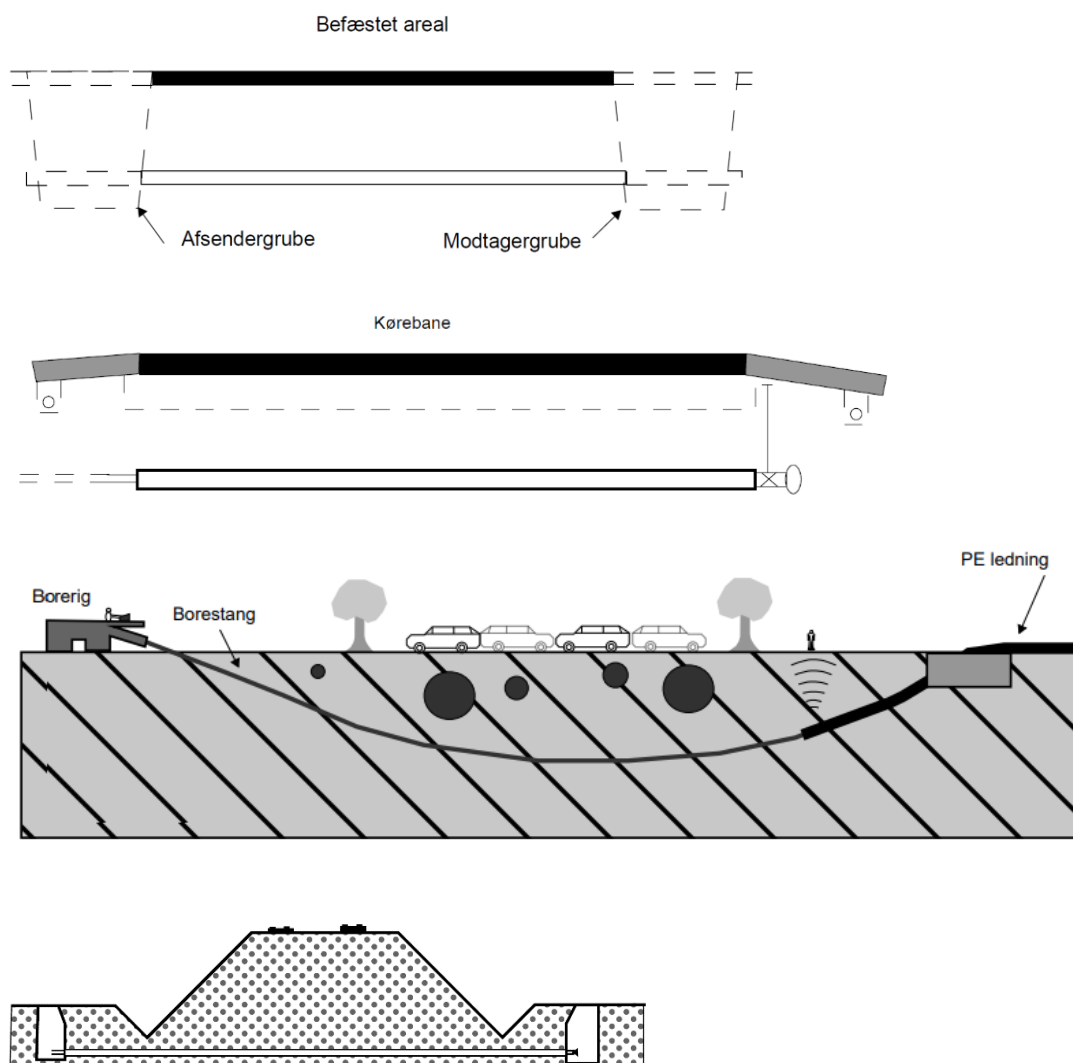 Befæstet areal
Afsendergrube
Modtagergrube
Kørebane
PE ledning
Borerig
Borestang